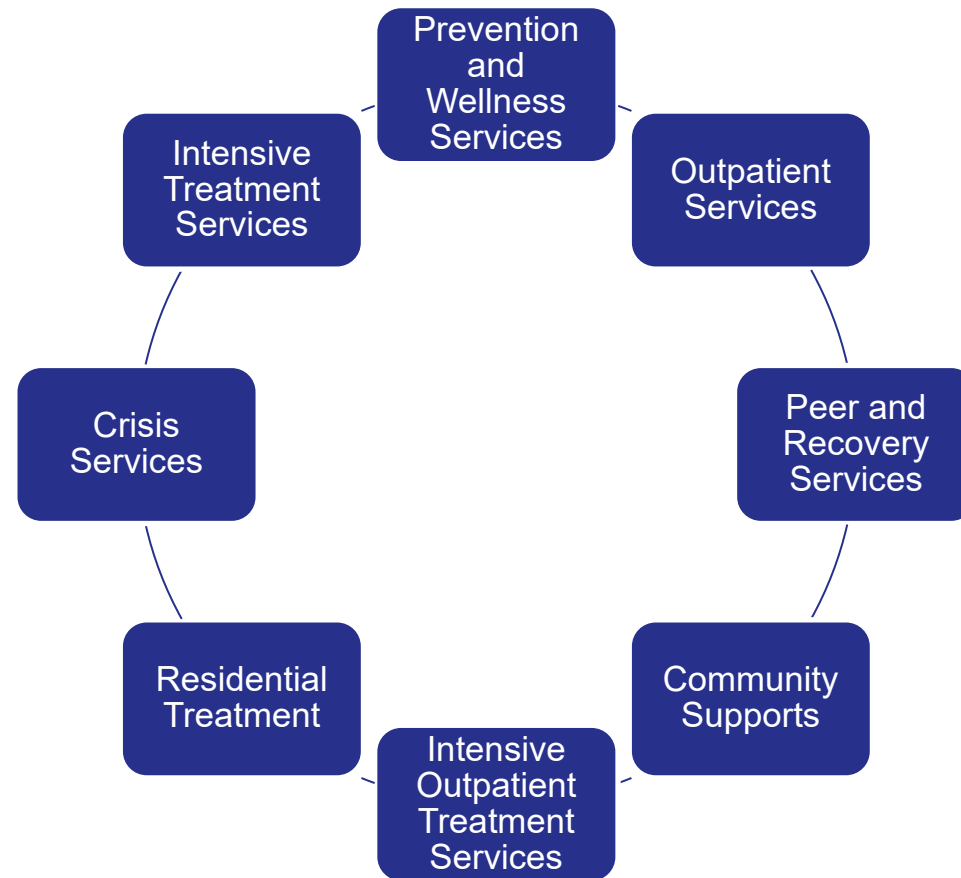 Prevention
and
Wellness
Services
Outpatient
Services
Peer and
Recovery
Services
Community
Supports
Intensive
Outpatient
Treatment
Services
Residential
Treatment
Crisis
Services
Intensive
Treatment
Services